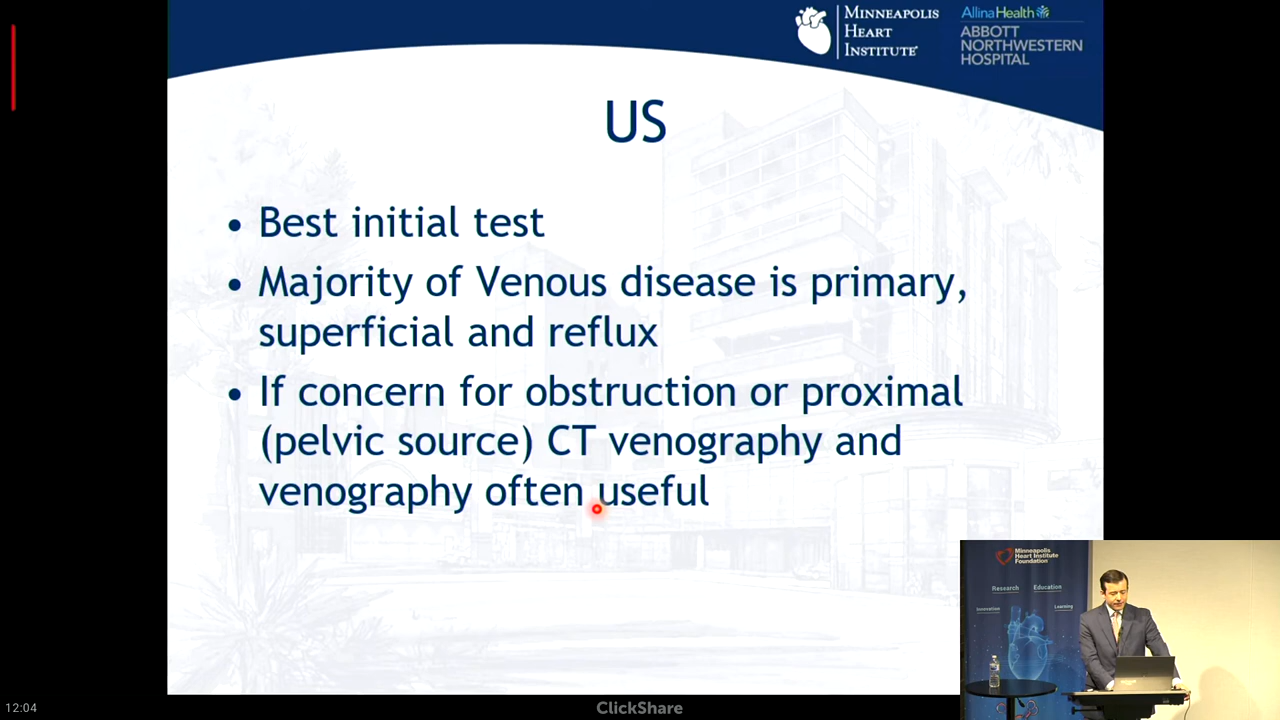 MINNEAPOLIS
HEART
INSTITUTE
AllinaHealth
ABBOTT
NORTHWESTERN
HOSPITAL
US
• Best initial test
• Majority of Venous disease is primary,
superficial and reflux
• If concern for obstruction or proximal
(pelvic source) CT venography and
venography often useful
Minneapolis
Heart Institute
Foundation
Research
Education
Innovation
Learning
12:04
ClickShare